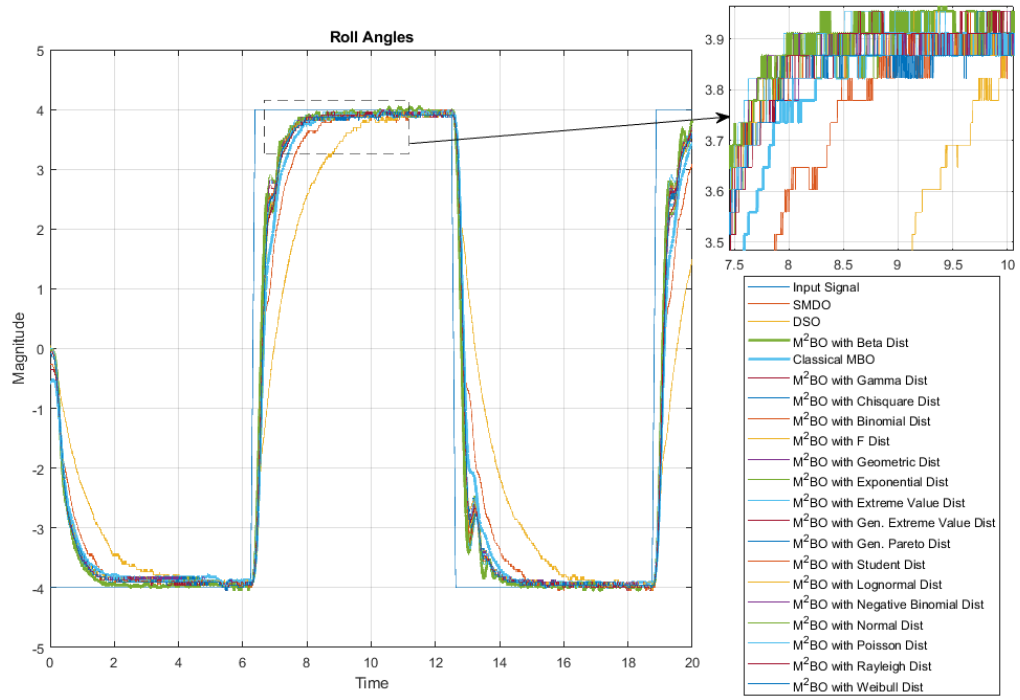 Roll Angles
5
4
3
2
1
0
-1
-2
-3
-4
-5
Magnitude
0
2
4
6
8
10
12
14
16
18
20
Time
3.9
3.8
3.7
3.6
3.5
7.5
8
8.5
9
9.5
10
Input Signal
SMDO
DSO
M²BO with Beta Dist
Classical MBO
M²BO with Gamma Dist
M²BO with Chisquare Dist
M²BO with Binomial Dist
M²BO with F Dist
M²BO with Geometric Dist
M²BO with Exponential Dist
M²BO with Extreme Value Dist
M²BO with Gen. Extreme Value Dist
M²BO with Gen. Pareto Dist
M²BO with Student Dist
M²BO with Lognormal Dist
M²BO with Negative Binomial Dist
M²BO with Normal Dist
M²BO with Poisson Dist
M²BO with Rayleigh Dist
M²BO with Weibull Dist